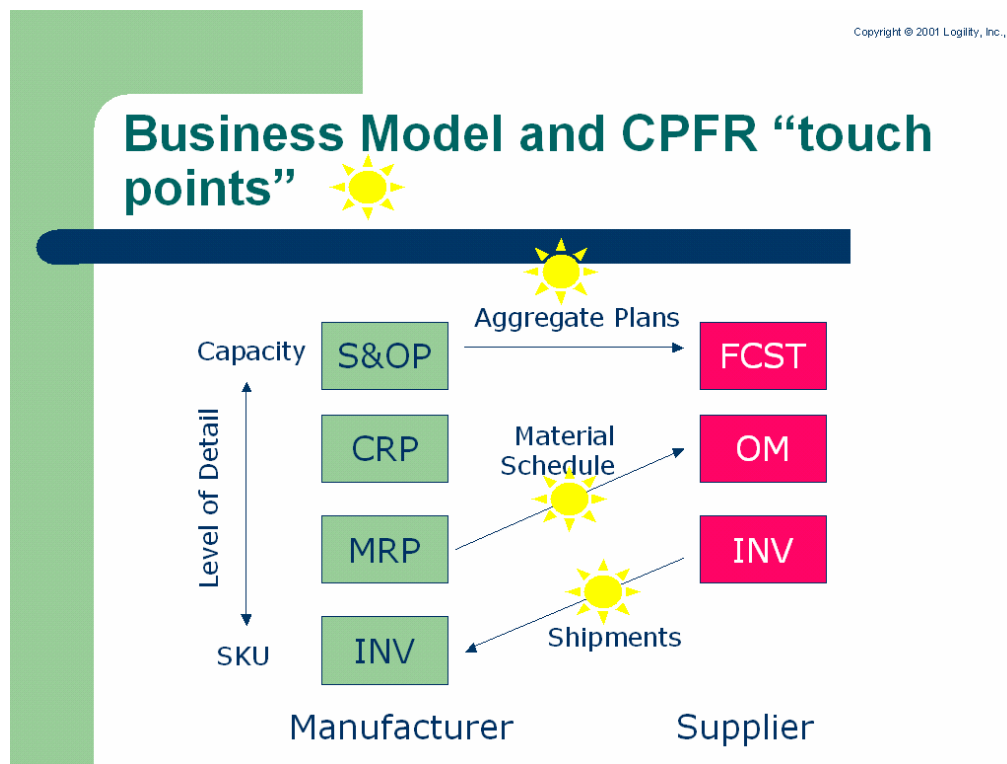 Copyright © 2001 Logility, Inc.,
Business Model and CPFR “touch
points”
Aggregate Plans
Capacity
S&OP
FCST
Level of Detail
CRP
Material
Schedule
OM
MRP
INV
SKU
INV
Shipments
Manufacturer
Supplier